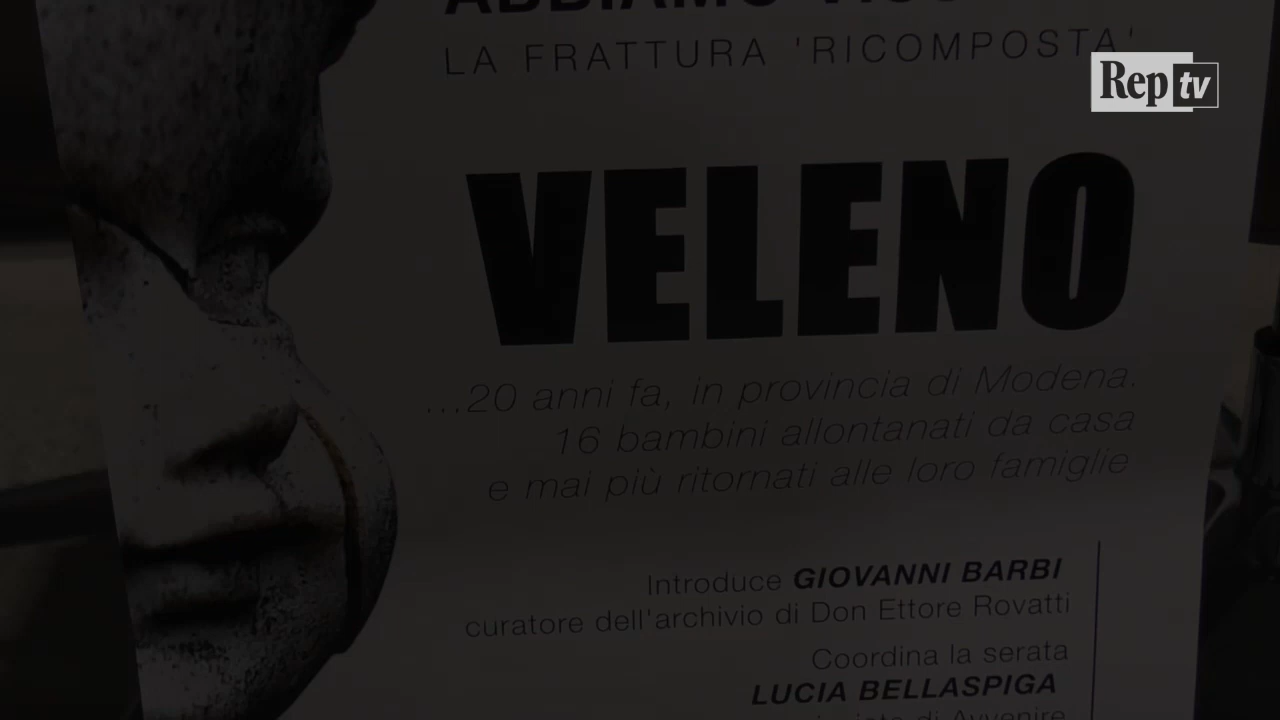 LA FRATTURA 'RICOMPOSTA'
Rep tv
VELENO
...20 anni fa, in provincia di Modena.
16 bambini allontanati da casa
e mai più ritornati alle loro famiglie
Introduce GIOVANNI BARBI
curatore dell'archivio di Don Ettore Rovatti
Coordina la serata
LUCIA BELLASPIGA
di Avvenire